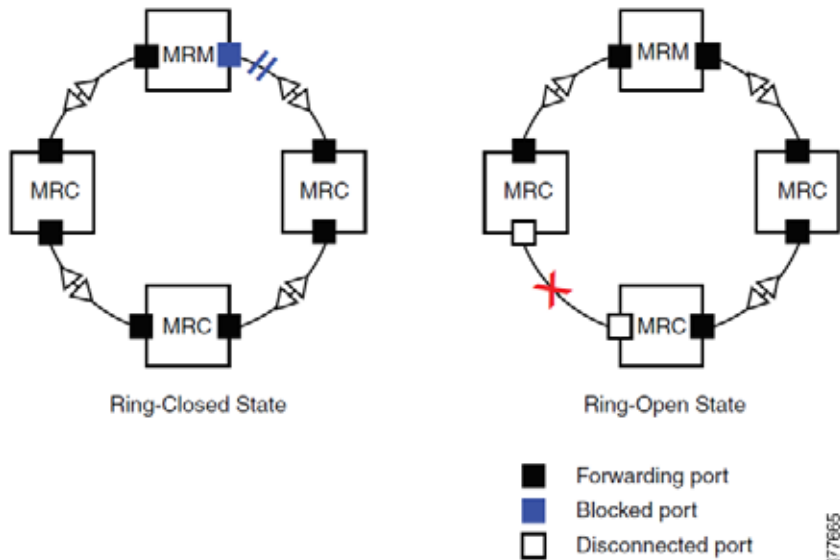 MRM
MRC
MRC
MRC
Ring-Closed State
MRM
MRC
MRC
MRC
Ring-Open State
Forwarding port
Blocked port
Disconnected port